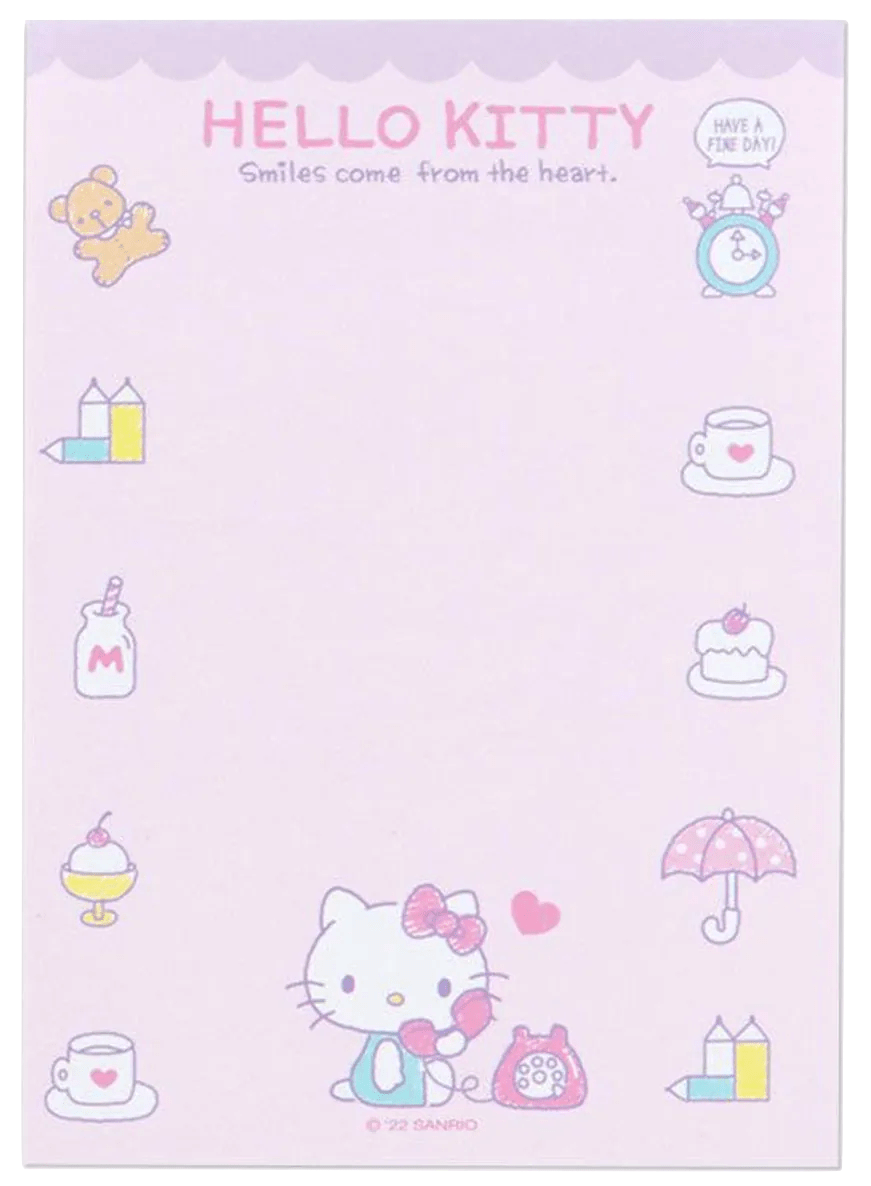 HELLO KITTY
Smiles come from the heart.
HAVE A
FINE DAY!
M
© '22 SANRIO